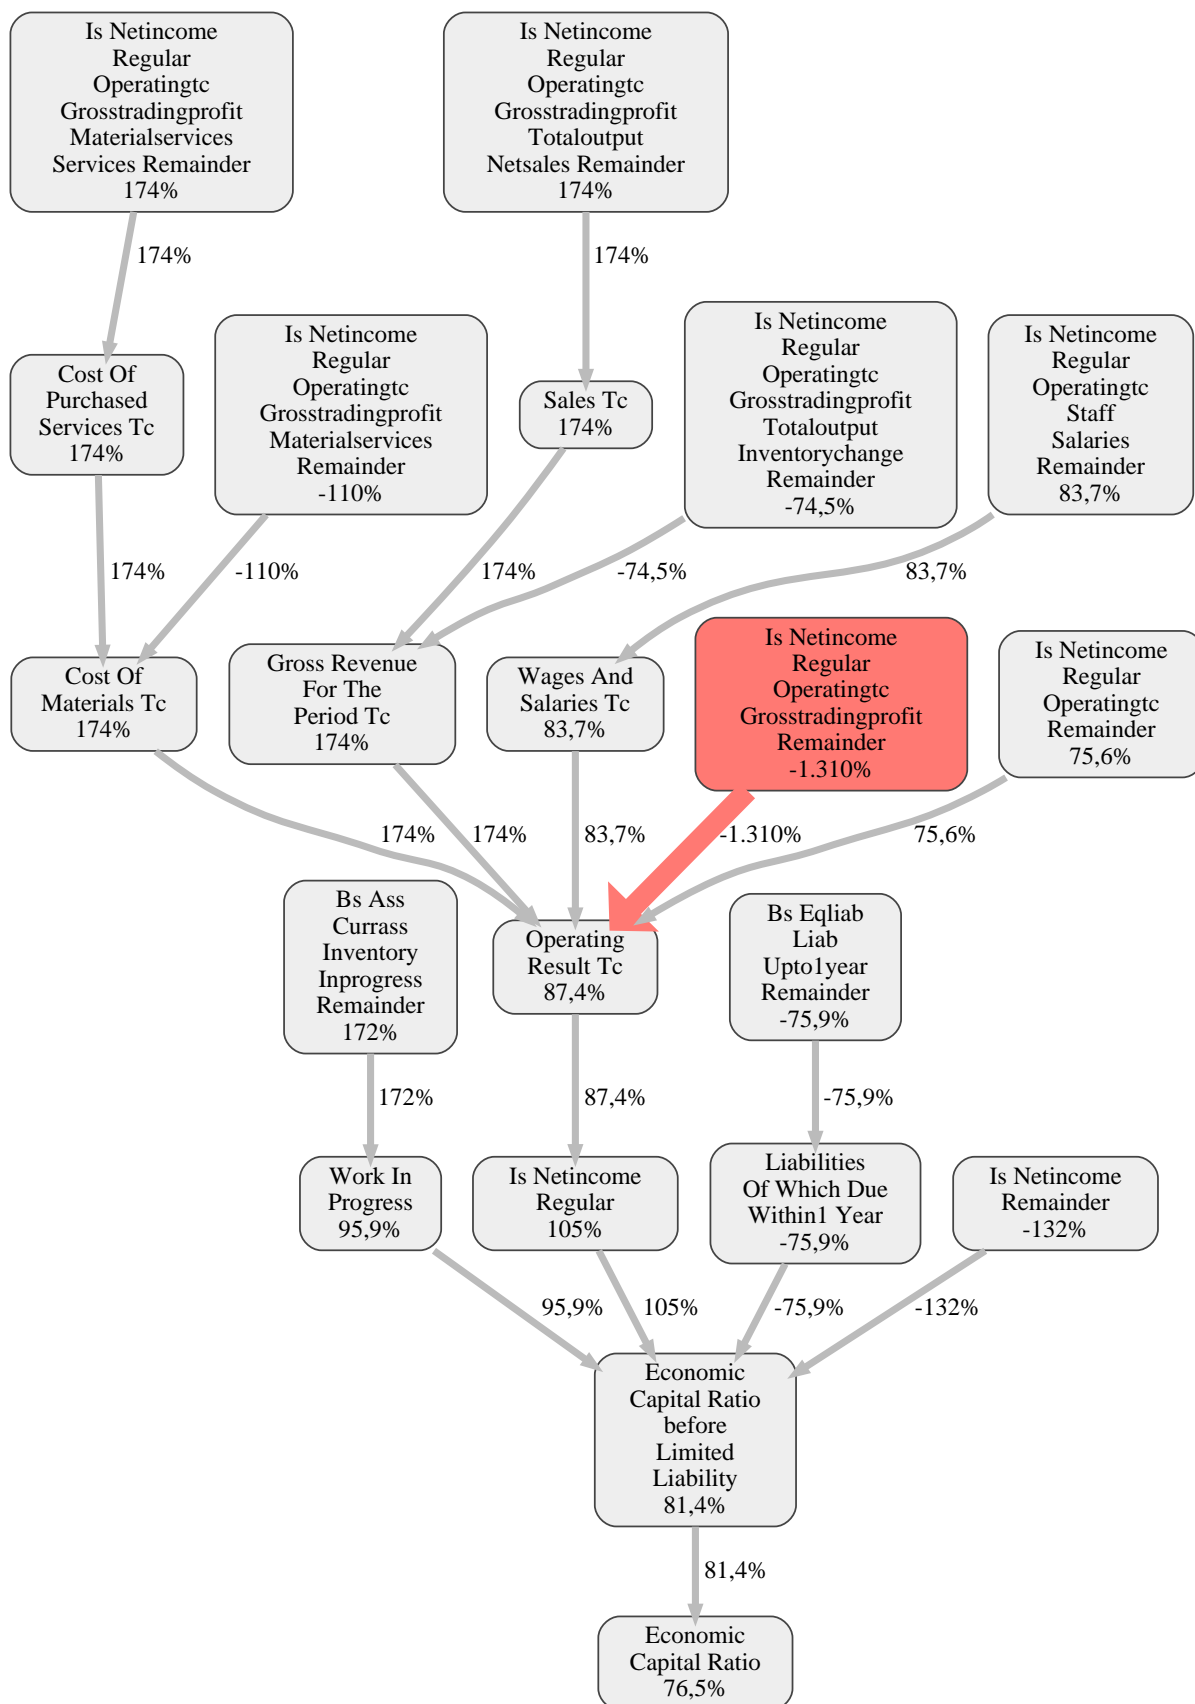 Is Netincome
Regular
Operatingtc
Grosstradingprofit
Materialservices
Services Remainder
174%
Is Netincome
Regular
Operatingtc
Grosstradingprofit
Totaloutput
Netsales Remainder
174%
174%
174%
Cost Of
Purchased
Services Tc
174%
Is Netincome
Regular
Operatingtc
Grosstradingprofit
Materialservices
Remainder
-110%
Sales Tc
174%
Is Netincome
Regular
Operatingtc
Grosstradingprofit
Totaloutput
Inventorychange
Remainder
-74,5%
Is Netincome
Regular
Operatingtc
Staff
Salaries
Remainder
83,7%
174%
-110%
174%
-74,5%
83,7%
Cost Of
Materials Tc
174%
Gross Revenue
For The
Period Tc
174%
Wages And
Salaries Tc
83,7%
Is Netincome
Regular
Operatingtc
Grosstradingprofit
Remainder
-1.310%
Is Netincome
Regular
Operatingtc
Remainder
75,6%
174%
174%
83,7%
-1.310%
75,6%
Bs Ass
Currass
Inventory
Inprogress
Remainder
172%
Operating
Result Tc
87,4%
Bs Eqliab
Liab
Upto1year
Remainder
-75,9%
172%
87,4%
-75,9%
Work In
Progress
95,9%
Is Netincome
Regular
105%
Liabilities
Of Which Due
Within1 Year
-75,9%
Is Netincome
Remainder
-132%
95,9%
105%
-75,9%
-132%
Economic
Capital Ratio
before
Limited
Liability
81,4%
81,4%
Economic
Capital Ratio
76,5%